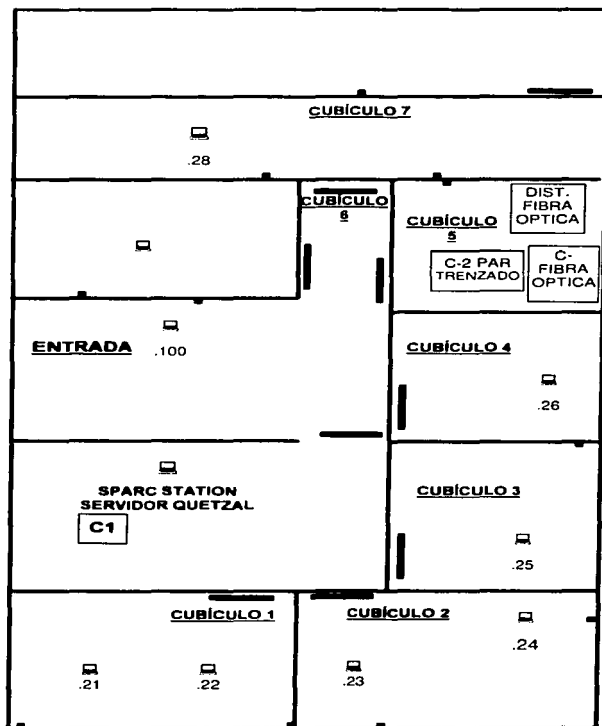 CUBÍCULO 7
.28
CUBÍCULO
6
CUBÍCULO
5
DIST.
FIBRA
OPTICA
C-2 PAR
TRENZADO
C-
FIBRA
OPTICA
ENTRADA
.100
CUBÍCULO 4
.26
SPARC STATION
SERVIDOR QUETZAL
C1
CUBÍCULO 3
.25
CUBÍCULO 1
CUBÍCULO 2
.24
.21
.22
.23